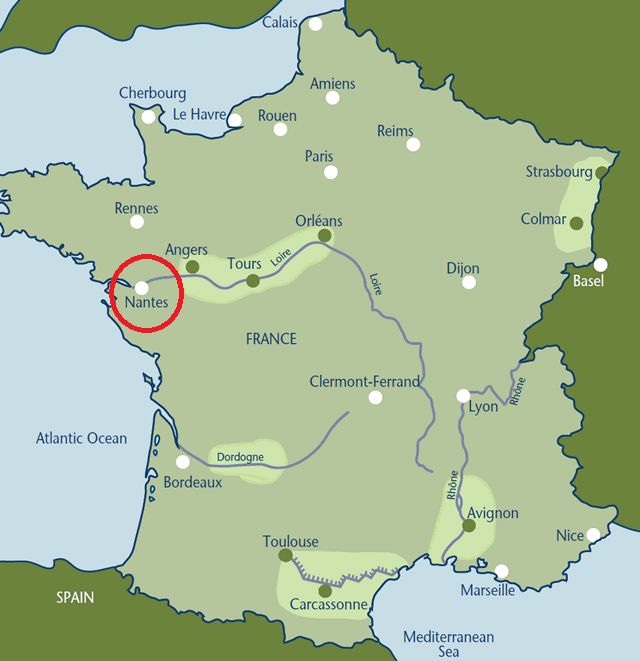 Calais
Amiens
Cherbourg
Le Havre
Rouen
Reims
Paris
Strasbourg
Rennes
Orléans
Colmar
Angers
Tours
Loire
Loire
Dijon
Basel
Nantes
FRANCE
Clermont-Ferrand
Lyon
Rhône
Atlantic Ocean
Dordogne
Bordeaux
Rhône
Avignon
Toulouse
Nice
Carcassonne
Marseille
SPAIN
Mediterranean
Sea